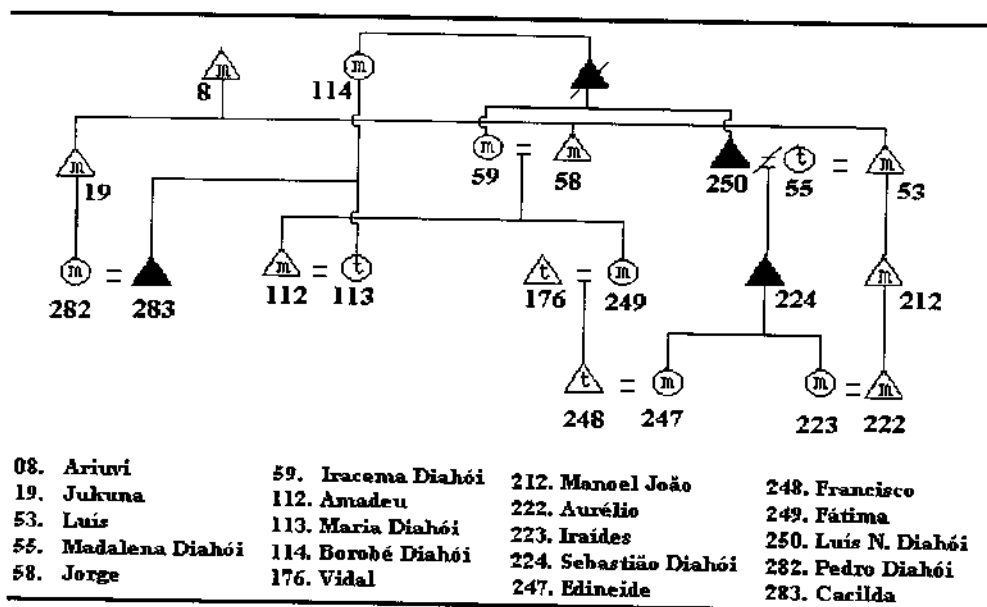 m
8
m
114
m
19
m
59
=
m
58
250
t
55
=
m
53
m
282
=
283
m
112
=
t
113
t
176
=
m
249
224
m
212
t
248
=
m
247
m
223
=
m
222
08. Ariuví
19. Jukuna
53. Luís
55. Madalena Diahói
58. Jorge
59. Iracema Diahói
112. Amadeu
113. Maria Diahói
114. Borobé Diahói
176. Vidal
212. Manoel João
222. Aurélio
223. Iraídes
224. Sebastião Diahói
247. Edineide
248. Francisco
249. Fátima
250. Luís N. Diahói
282. Pedro Diahói
283. Cacilda